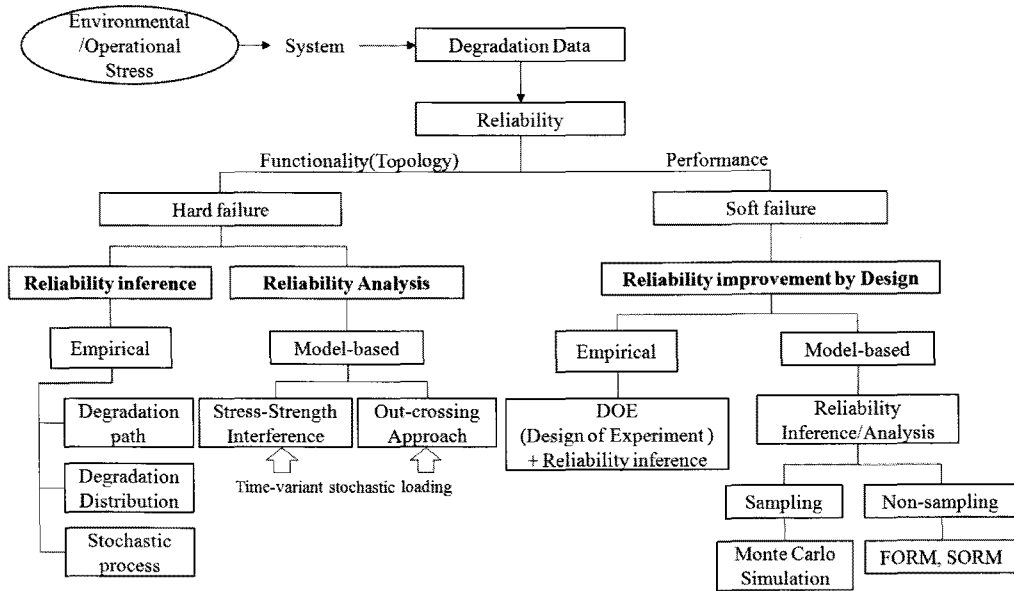 Environmental
/Operational
Stress
System
Degradation Data
Reliability
Functionality(Topology)
Performance
Hard failure
Soft failure
Reliability inference
Reliability Analysis
Reliability improvement by Design
Empirical
Model-based
Empirical
Model-based
Degradation
path
Stress-Strength
Interference
Out-crossing
Approach
DOE
(Design of Experiment )
+ Reliability inference
Reliability
Inference/Analysis
Time-variant stochastic loading
Degradation
Distribution
Sampling
Non-sampling
Stochastic
process
Monte Carlo
Simulation
FORM, SORM